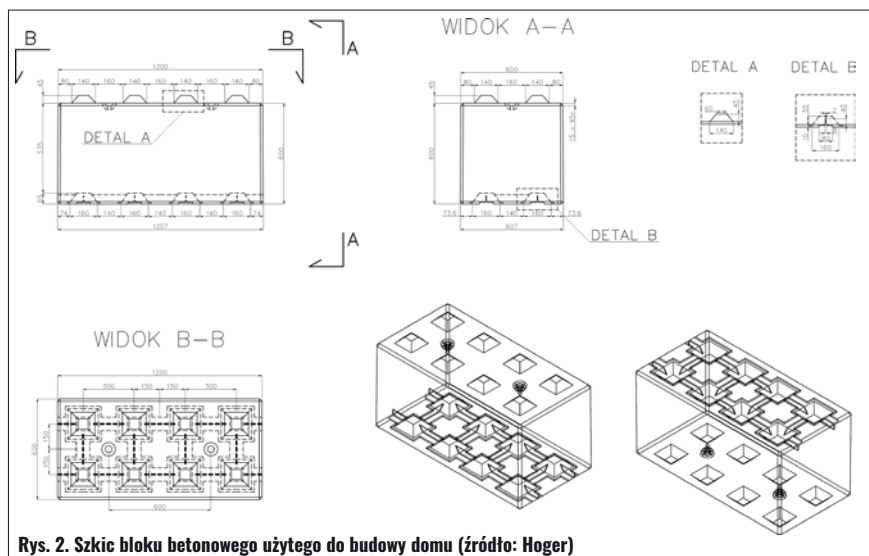 B
B
A
1200
80 140 160 140 160 140 160 140 80
45
DETAL A
535
600
65
74 160 140 160 140 160 140 160 74
1207
A
WIDOK A-A
600
80 140 160 140 80
45
600
15 x 45°
73.6 160 140 160 73.6
607
DETAL B
DETAL A
60
45
140
DETAL B
160
WIDOK B-B
1200
300 150 150 300
600
150
150
600
Rys. 2. Szkic bloku betonowego użytego do budowy domu (źródło: Hoger)